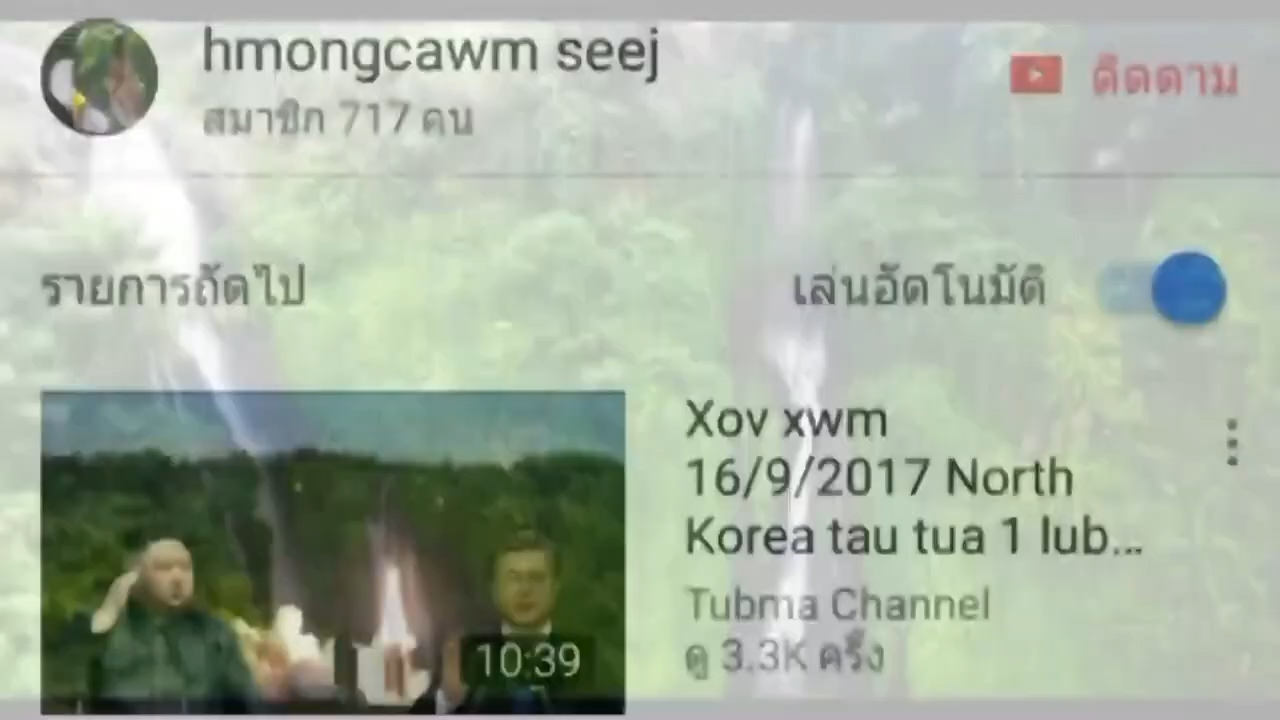 hmongcawm seej
สมาชิก 717 คน
ติดตาม
รายการถัดไป
เล่นอัตโนมัติ
Xov xwm
16/9/2017 North
Korea tau tua 1 lub...
Tubma Channel
ดู 3.3K ครั้ง
10:39